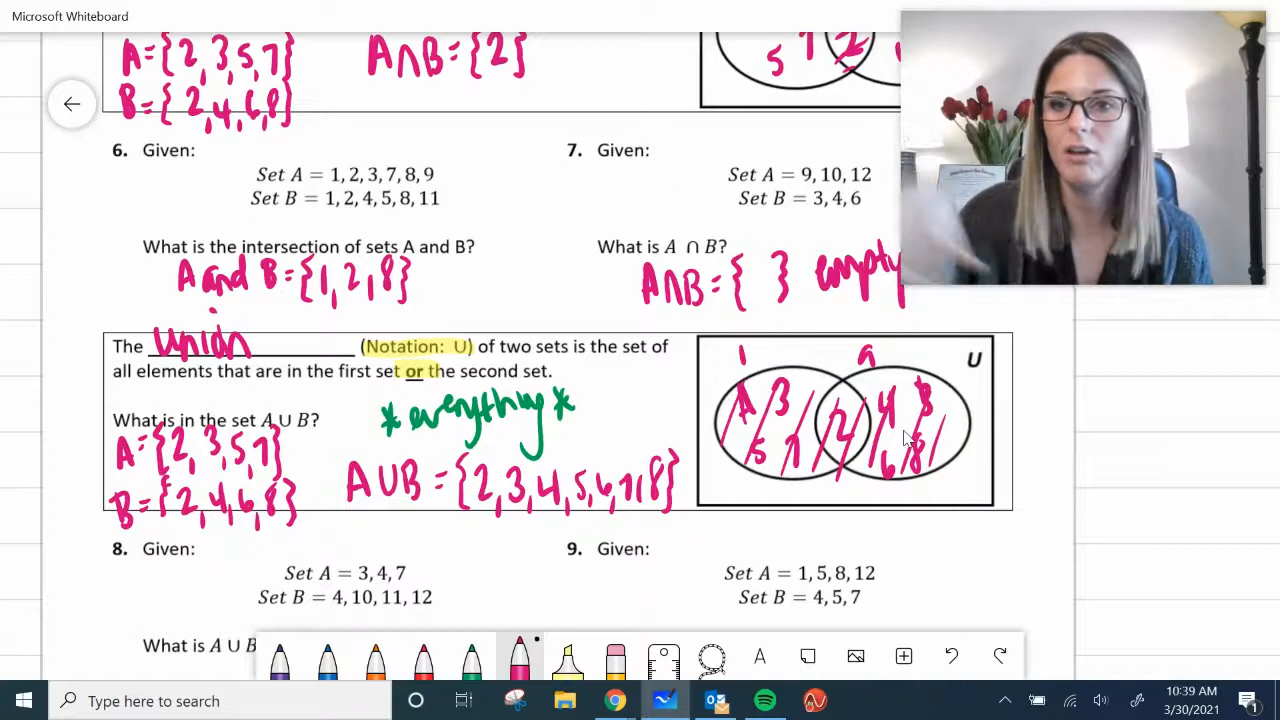 Microsoft Whiteboard
A={2,3,5,7}
A∩B={2}
B={2,4,6,8}
5 7 2
6. Given:
Set A = 1, 2, 3, 7, 8, 9
Set B = 1, 2, 4, 5, 8, 11
What is the intersection of sets A and B?
A and B={1,2,8}
7. Given:
Set A = 9, 10, 12
Set B = 3, 4, 6
What is A ∩ B?
A∩B={ } empty
The union (Notation: U) of two sets is the set of
all elements that are in the first set or the second set.
*everything*
What is in the set A ∪ B?
A={2,3,5,7}
B={2,4,6,8}
A∪B={2,3,4,5,6,7,8}
1 9 U
A 3 4 B
5 7 2 6 8
8. Given:
Set A = 3, 4, 7
Set B = 4, 10, 11, 12
What is A ∪ B
9. Given:
Set A = 1, 5, 8, 12
Set B = 4, 5, 7
A
Type here to search
10:39 AM
3/30/2021
1